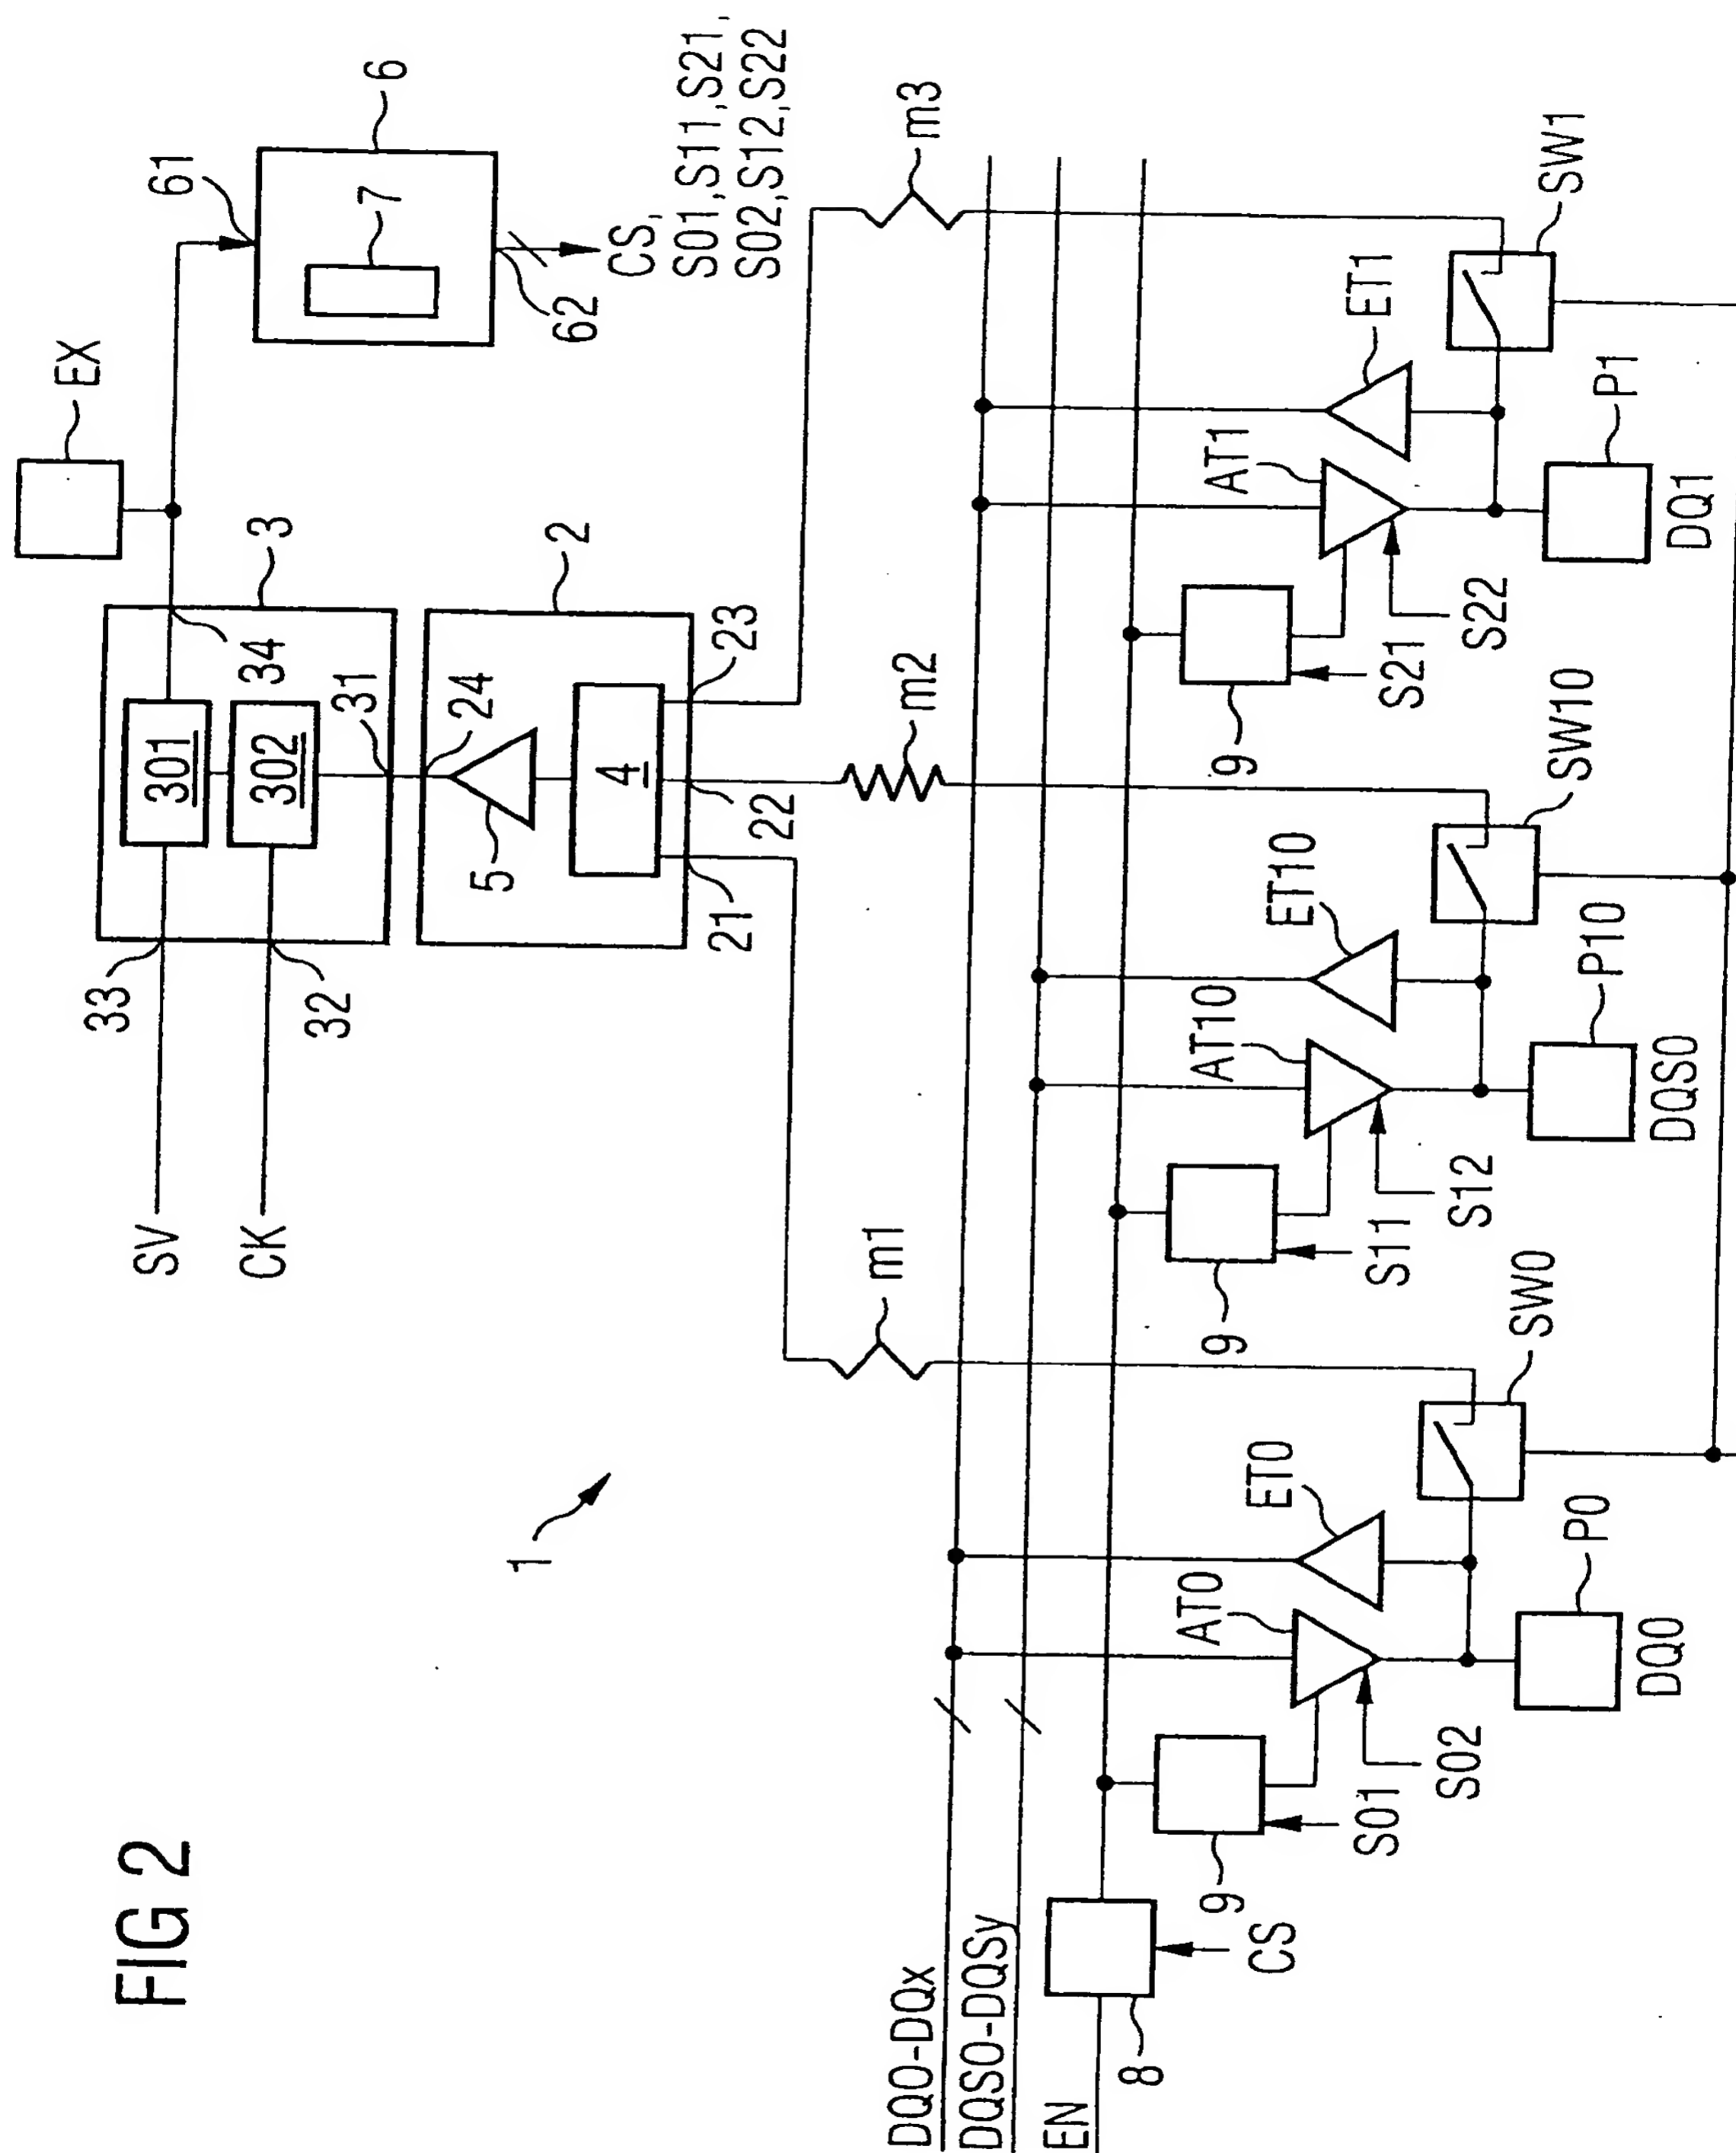 FIG 2
1
SV
CK
33
32
301
302
34
31
3
EX
61
6
7
62
CS,
S01,S11,S21,
S02,S12,S22
24
5
4
2
21
22
23
m1
m2
m3
DQ0-DQx
DQS0-DQSy
EN
8
CS
9
S01
S02
AT0
ET0
SW0
P0
DQ0
9
S11
S12
AT10
ET10
SW10
P10
DQS0
9
S21
S22
AT1
ET1
SW1
P1
DQ1